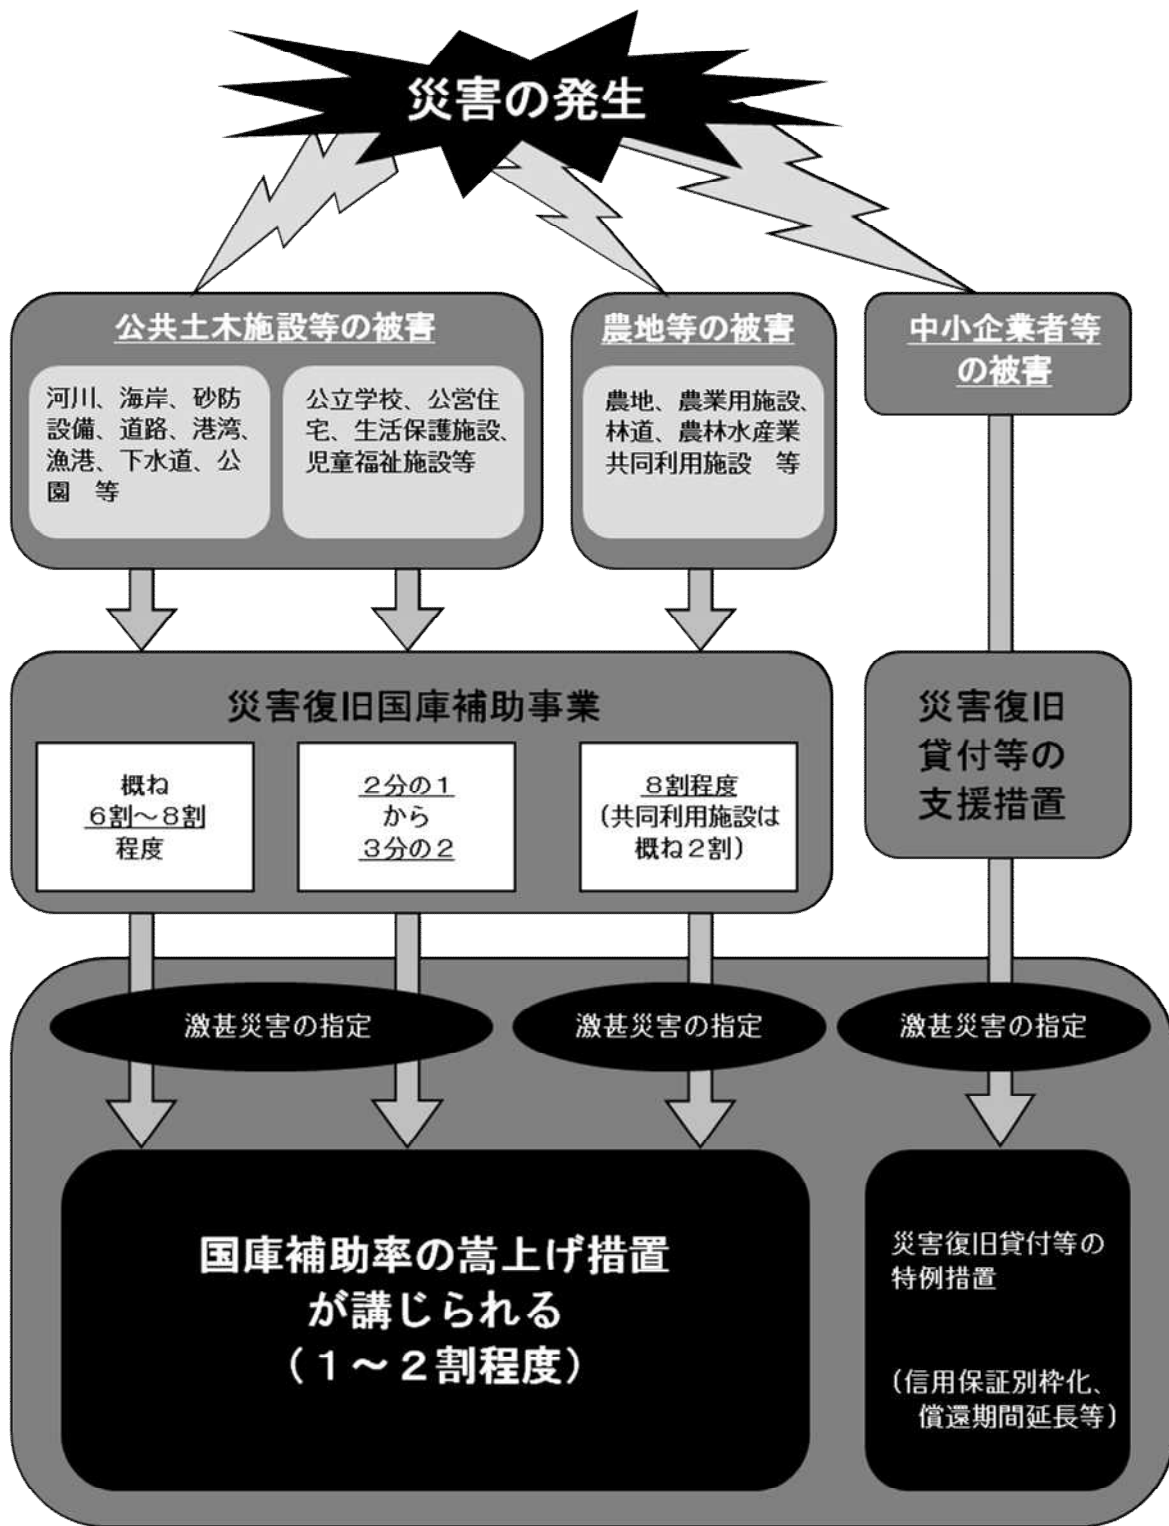 災害の発生
公共土木施設等の被害
河川、海岸、砂防
設備、道路、港湾、
漁港、下水道、公
園　等
公立学校、公営住
宅、生活保護施設、
児童福祉施設等
農地等の被害
農地、農業用施設、
林道、農林水産業
共同利用施設　等
中小企業者等
の被害
災害復旧国庫補助事業
概ね
６割～８割
程度
２分の１
から
３分の２
８割程度
（共同利用施設は
概ね２割）
災害復旧
貸付等の
支援措置
激甚災害の指定
激甚災害の指定
激甚災害の指定
国庫補助率の嵩上げ措置
が講じられる
（１～２割程度）
災害復旧貸付等の
特例措置
（信用保証別枠化、
償還期間延長等）